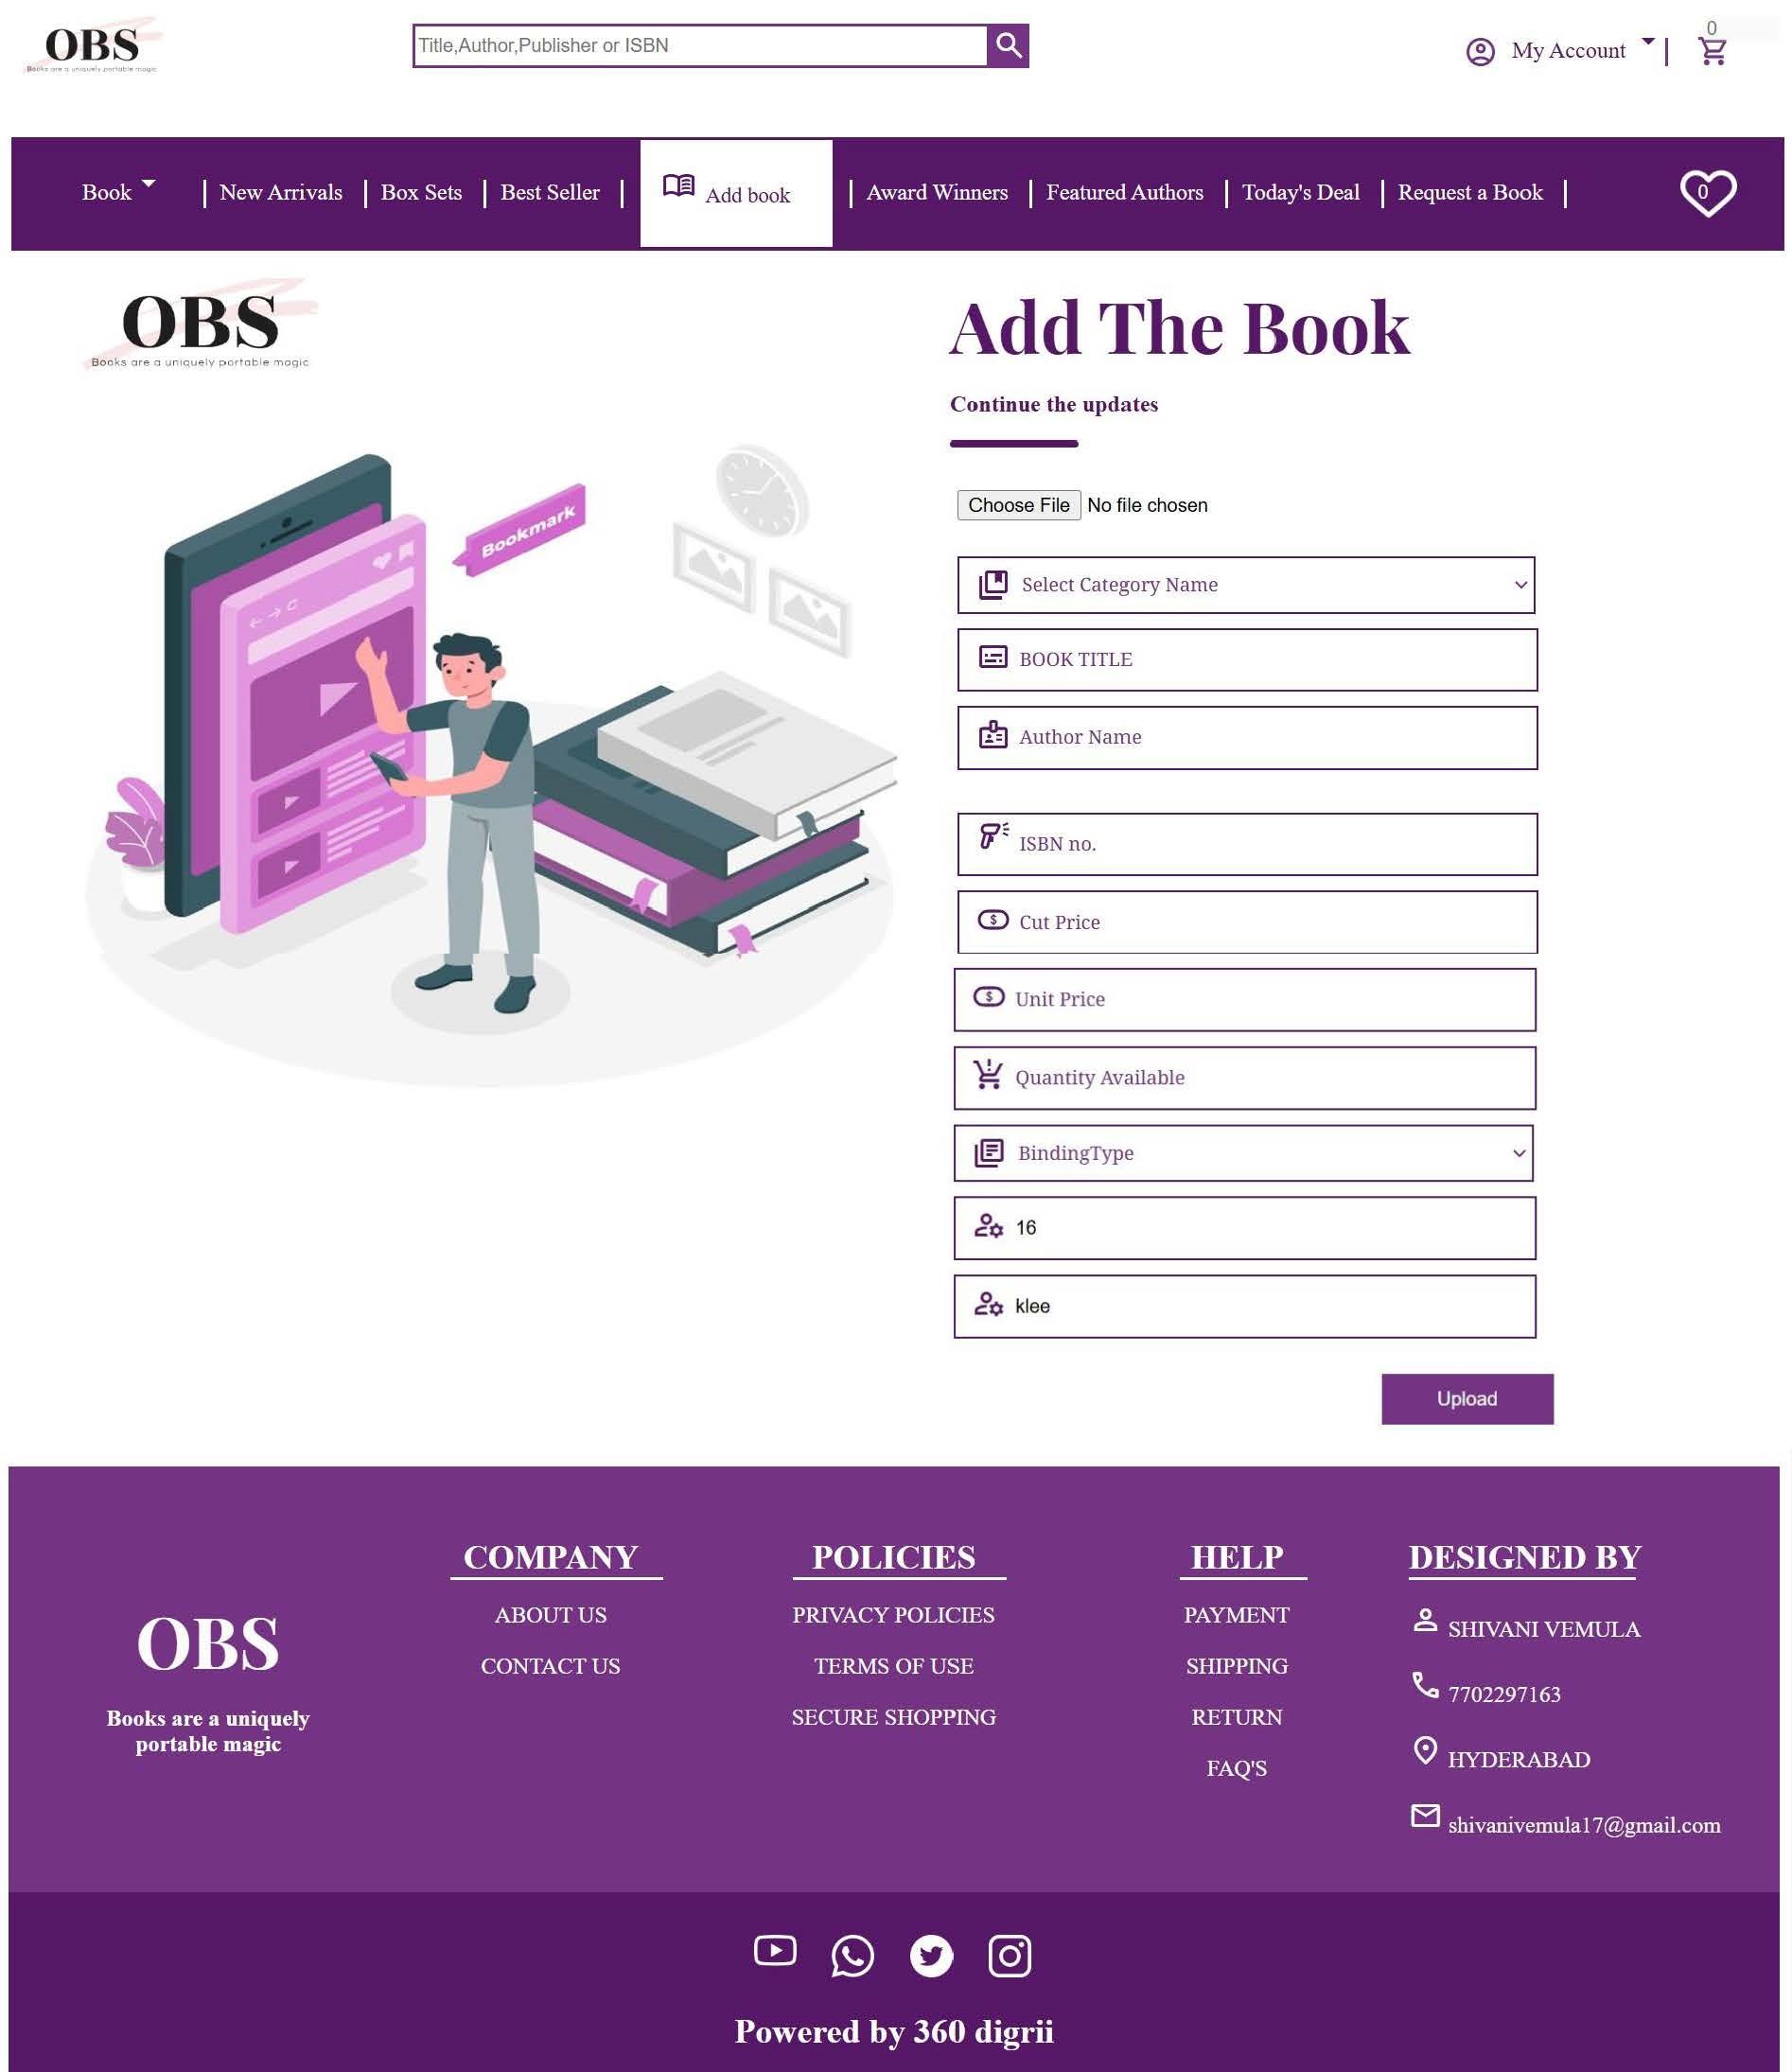 OBS
Books are a uniquely portable magic
Title,Author,Publisher or ISBN
My Account
0
Book
New Arrivals
Box Sets
Best Seller
Add book
Award Winners
Featured Authors
Today's Deal
Request a Book
0
OBS
Books are a uniquely portable magic
Bookmark
Add The Book
Continue the updates
Choose File No file chosen
Select Category Name
BOOK TITLE
Author Name
ISBN no.
$ Cut Price
$ Unit Price
Quantity Available
BindingType
16
klee
Upload
OBS
Books are a uniquely
portable magic
COMPANY
ABOUT US
CONTACT US
POLICIES
PRIVACY POLICIES
TERMS OF USE
SECURE SHOPPING
HELP
PAYMENT
SHIPPING
RETURN
FAQ'S
DESIGNED BY
SHIVANI VEMULA
7702297163
HYDERABAD
shivanivemula17@gmail.com
Powered by 360 digrii